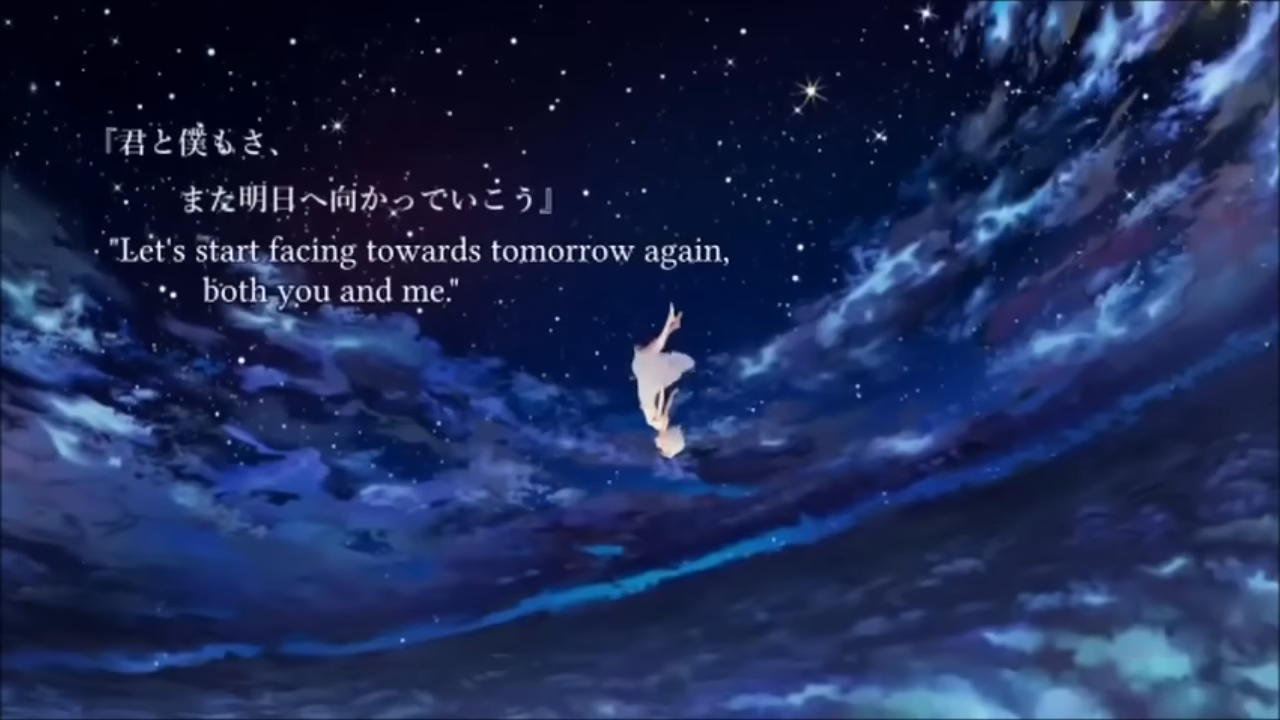 『君と僕もさ、
また明日へ向かっていこう』
"Let's start facing towards tomorrow again,
both you and me."